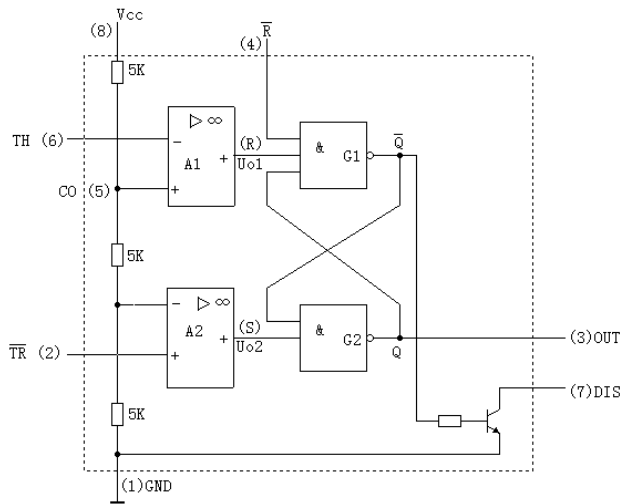 Vcc
(8)
R̅
(4)
5K
▷∞
TH (6)
−
(R)
Q̅
&
G1
A1
+
Uo1
CO (5)
+
5K
▷∞
−
(S)
&
A2
+
G2
T̅R̅ (2)
+
Uo2
Q
(3)OUT
(7)DIS
5K
(1)GND